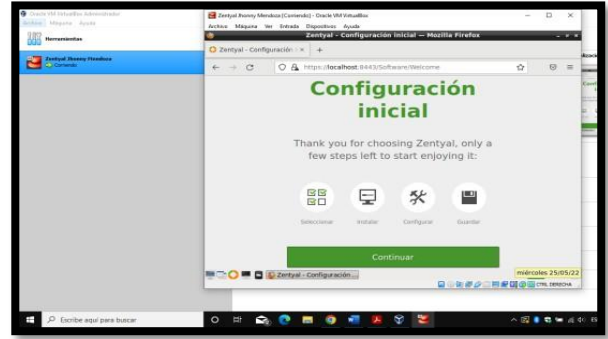 Oracle VM VirtualBox Administrador
Archivo Máquina Ayuda
Herramientas
Zentyal Jhonny Mendoza
Corriendo
Zentyal Jhonny Mendoza [Corriendo] - Oracle VM VirtualBox
Archivo Máquina Ver Entrada Dispositivos Ayuda
Zentyal - Configuración Inicial — Mozilla Firefox
Zentyal - Configuración
https://localhost:8443/Software/Welcome
Configuración
inicial
Thank you for choosing Zentyal, only a
few steps left to start enjoying it:
Seleccionar Instalar Configurar Guardar
Continuar
Zentyal - Configuración...
miércoles 25/05/22
CTRL DERECHA
Escribe aquí para buscar